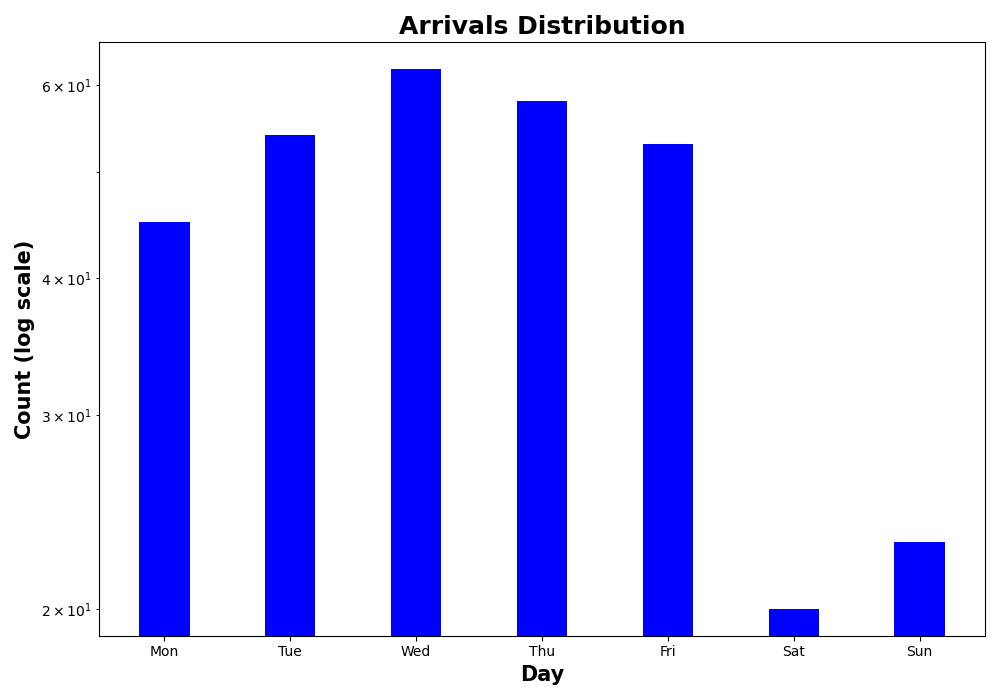 Arrivals Distribution
Count (log scale)
6 × 10¹
4 × 10¹
3 × 10¹
2 × 10¹
Mon Tue Wed Thu Fri Sat Sun
Day